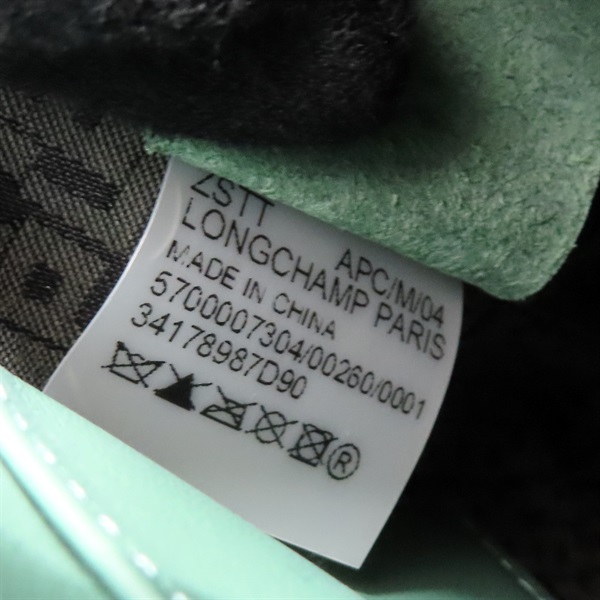 ZSTT APC/M/04
LONGCHAMP PARIS
MADE IN CHINA
5700007304/00260/0001
34178987D90
®